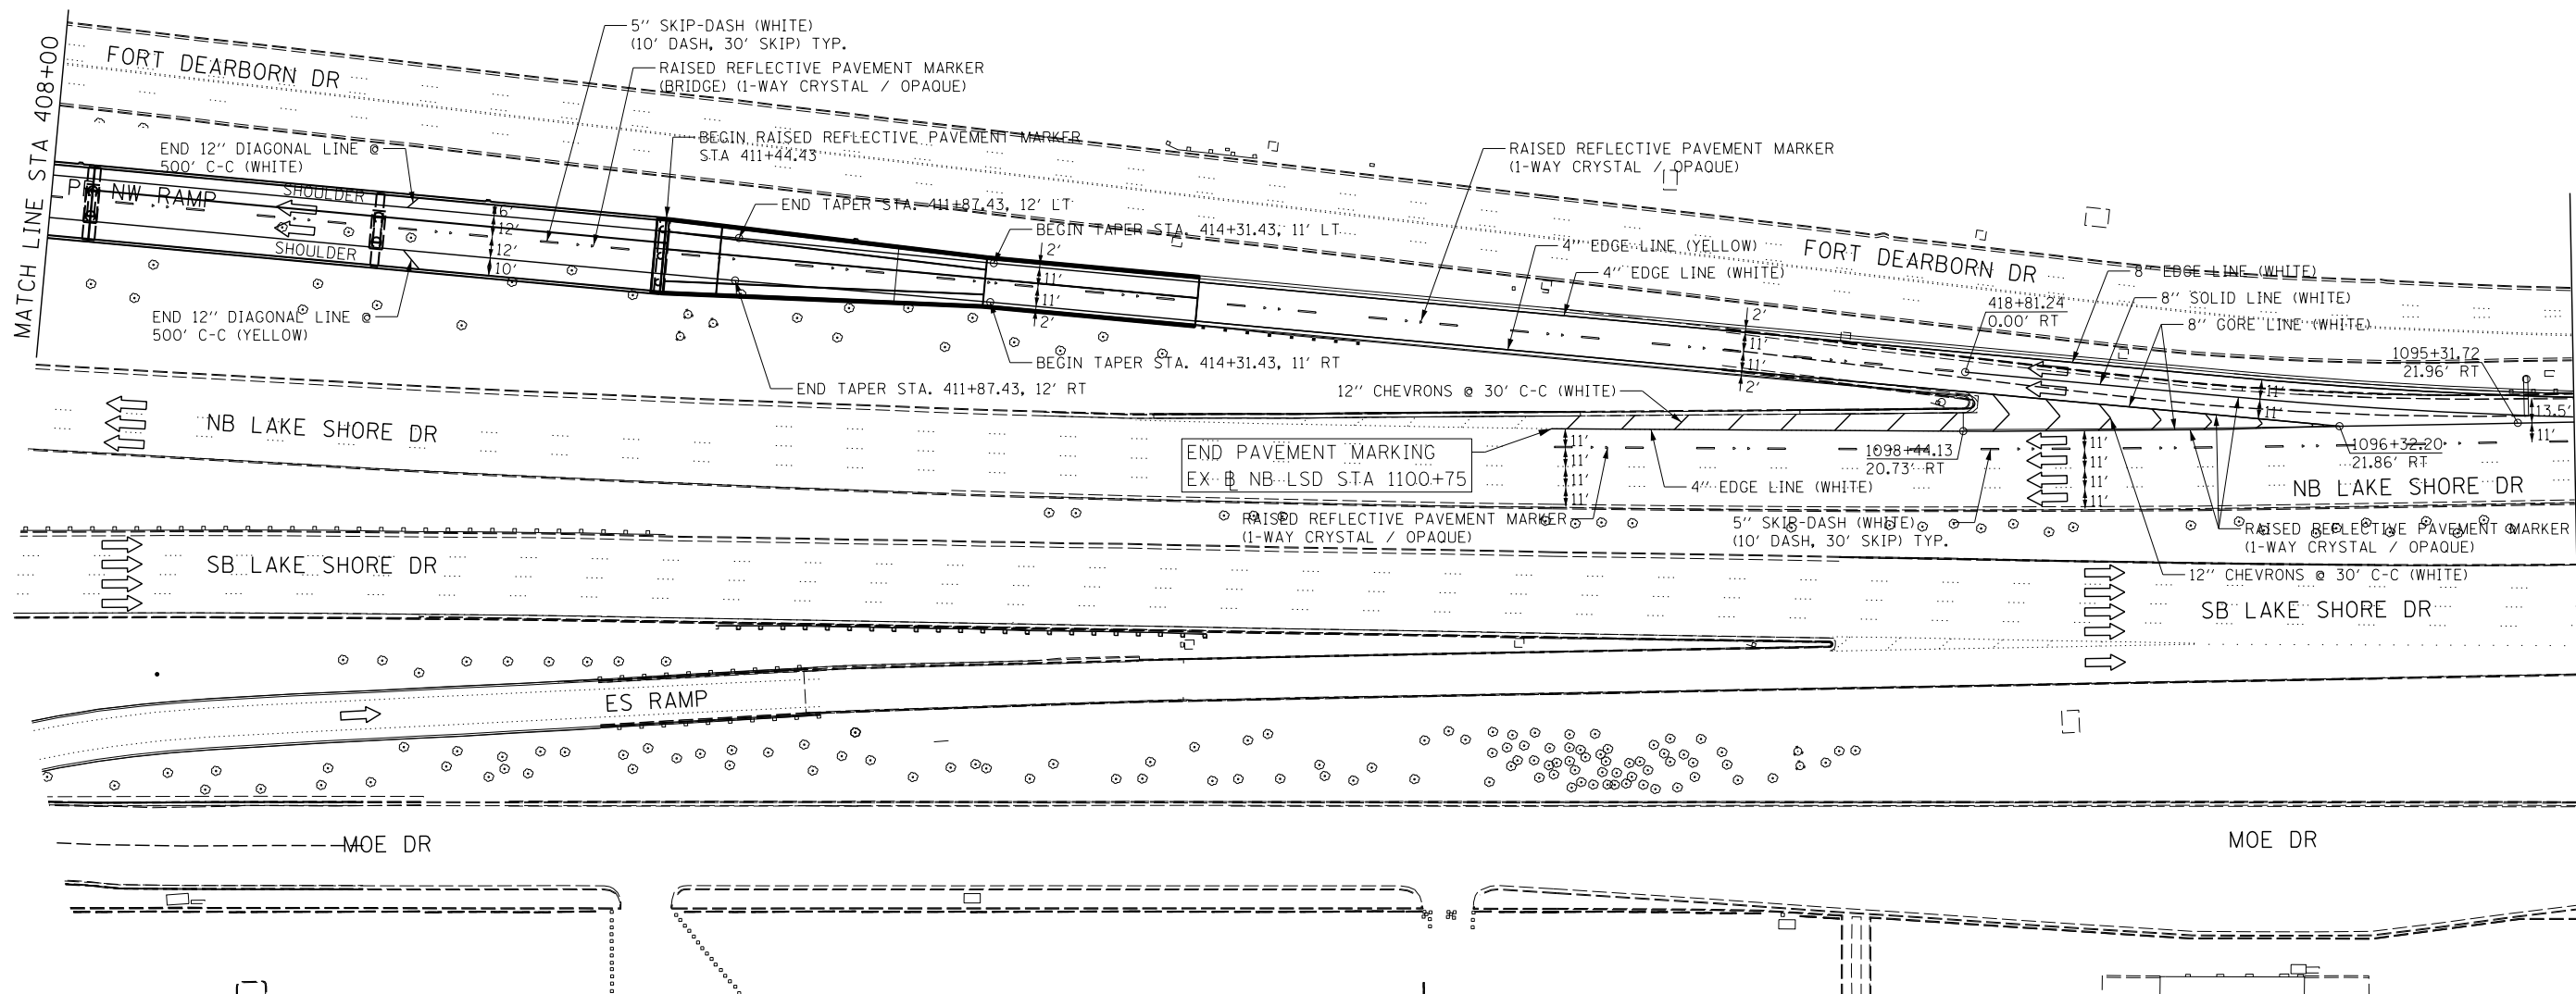 5'' SKIP-DASH (WHITE)
(10' DASH, 30' SKIP) TYP.
FORT DEARBORN DR
RAISED REFLECTIVE PAVEMENT MARKER
(BRIDGE) (1-WAY CRYSTAL / OPAQUE)
MATCH LINE STA 408+00
BEGIN RAISED REFLECTIVE PAVEMENT MARKER
STA 411+44.43
END 12'' DIAGONAL LINE @
500' C-C (WHITE)
RAISED REFLECTIVE PAVEMENT MARKER
(1-WAY CRYSTAL / OPAQUE)
NW RAMP
SHOULDER
SHOULDER
6'
12'
12'
10'
END TAPER STA. 411+87.43, 12' LT
BEGIN TAPER STA. 414+31.43, 11' LT
2'
11'
11'
2'
4'' EDGE LINE (YELLOW)
4'' EDGE LINE (WHITE)
FORT DEARBORN DR
8'' EDGE LINE (WHITE)
8'' SOLID LINE (WHITE)
8'' GORE LINE (WHITE)
418+81.24
0.00' RT
END 12'' DIAGONAL LINE @
500' C-C (YELLOW)
2'
11'
11'
2'
1095+31.72
21.96' RT
BEGIN TAPER STA. 414+31.43, 11' RT
END TAPER STA. 411+87.43, 12' RT
12'' CHEVRONS @ 30' C-C (WHITE)
11'
11'
13.5'
11'
NB LAKE SHORE DR
END PAVEMENT MARKING
EX ℄ NB LSD STA 1100+75
11'
11'
11'
11'
1098+44.13
20.73' RT
11'
11'
11'
11'
1096+32.20
21.86' RT
4'' EDGE LINE (WHITE)
NB LAKE SHORE DR
RAISED REFLECTIVE PAVEMENT MARKER
(1-WAY CRYSTAL / OPAQUE)
5'' SKIP-DASH (WHITE)
(10' DASH, 30' SKIP) TYP.
RAISED REFLECTIVE PAVEMENT MARKER
(1-WAY CRYSTAL / OPAQUE)
12'' CHEVRONS @ 30' C-C (WHITE)
SB LAKE SHORE DR
SB LAKE SHORE DR
ES RAMP
MOE DR
MOE DR